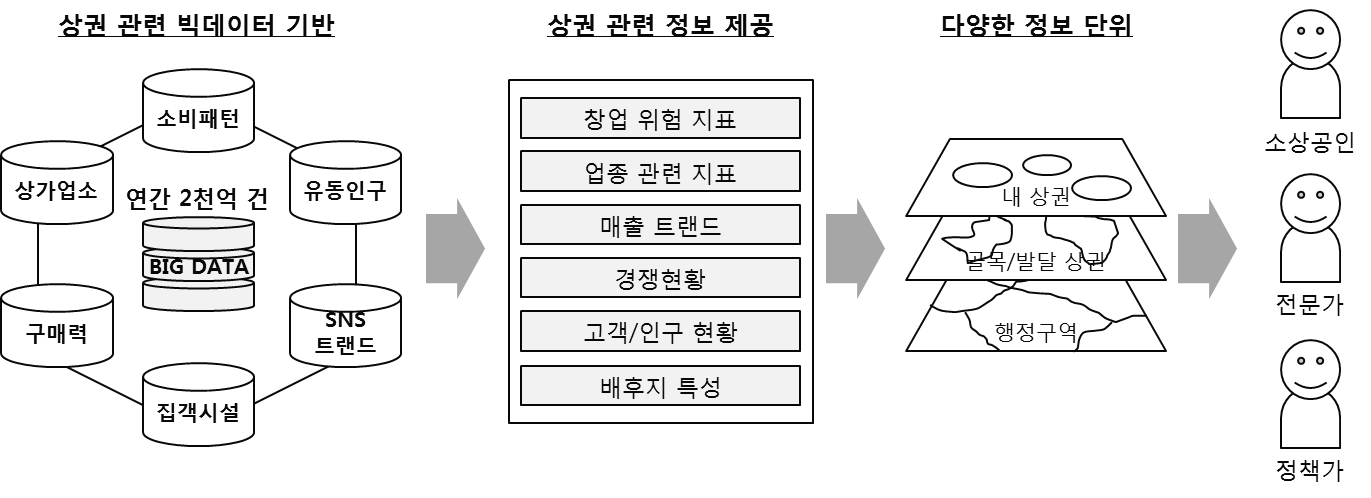 상권 관련 빅데이터 기반
소비패턴
상가업소
유동인구
연간 2천억 건
BIG DATA
구매력
SNS
트랜드
집객시설
상권 관련 정보 제공
창업 위험 지표
업종 관련 지표
매출 트랜드
경쟁현황
고객/인구 현황
배후지 특성
다양한 정보 단위
내 상권
골목/발달 상권
행정구역
소상공인
전문가
정책가